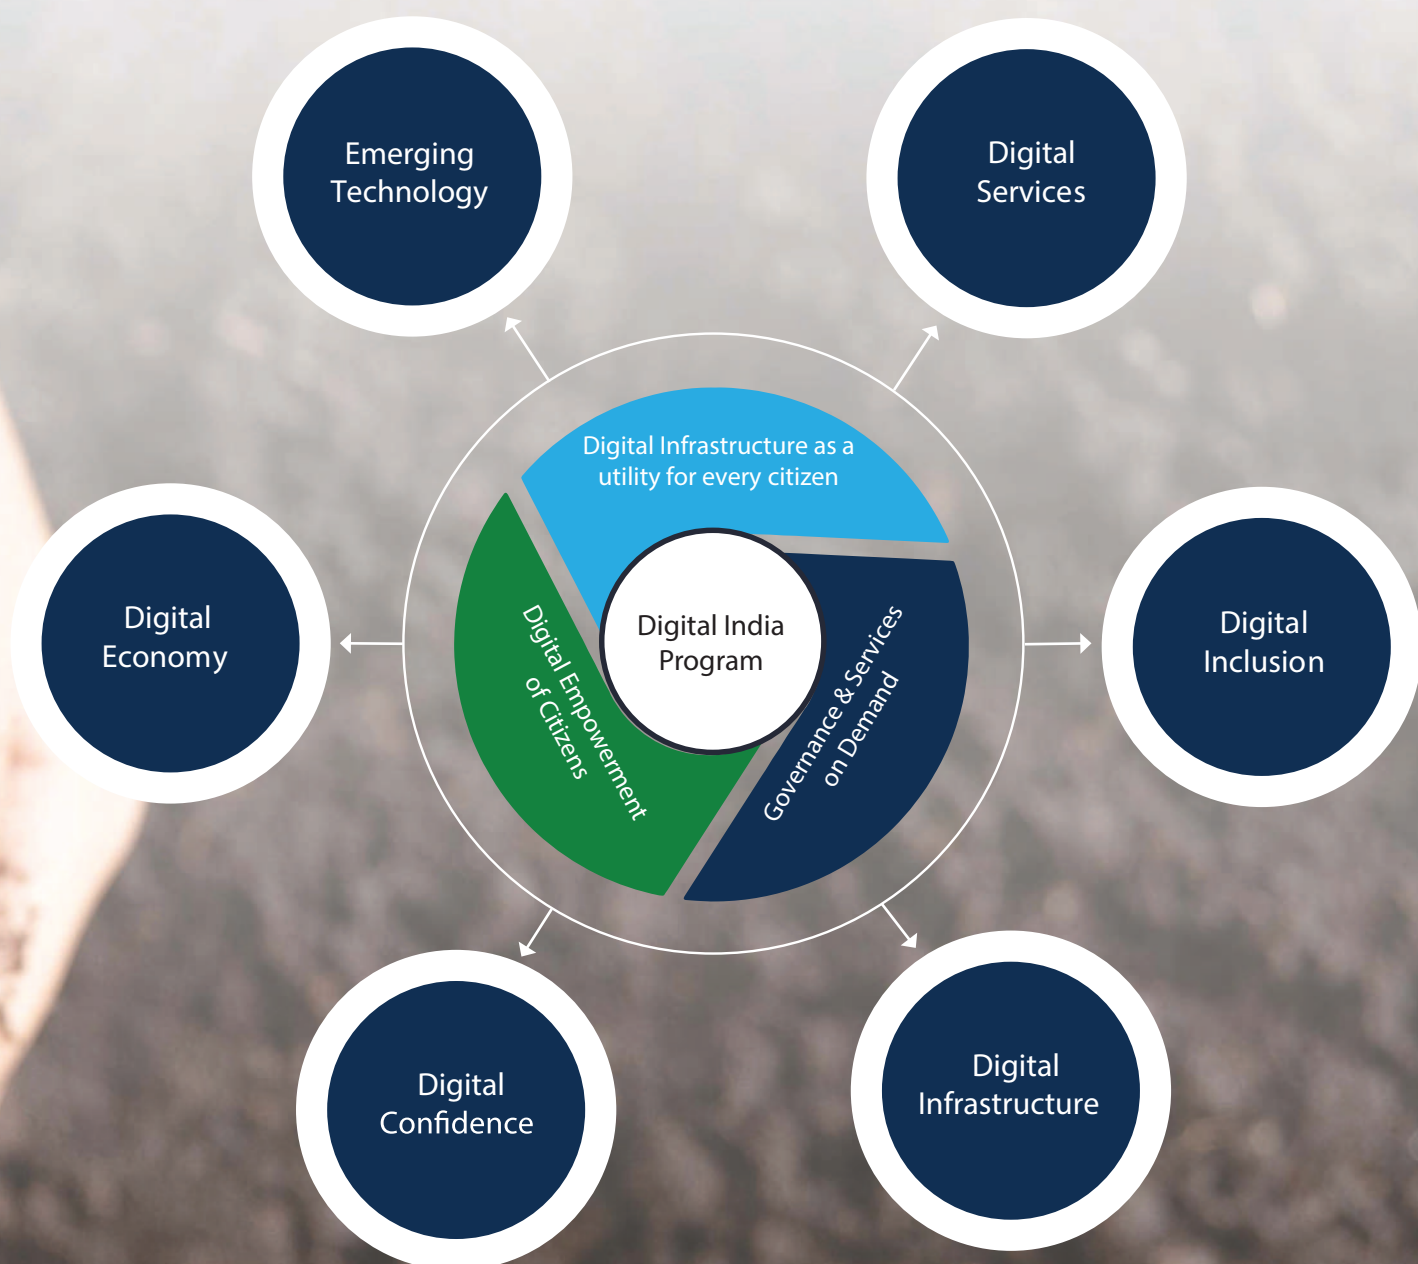 Emerging
Technology
Digital
Services
Digital Infrastructure as a
utility for every citizen
Digital Economy
Digital India
Program
Digital Empowerment
of Citizens
Governance & Services
on Demand
Digital
Inclusion
Digital
Confidence
Digital
Infrastructure